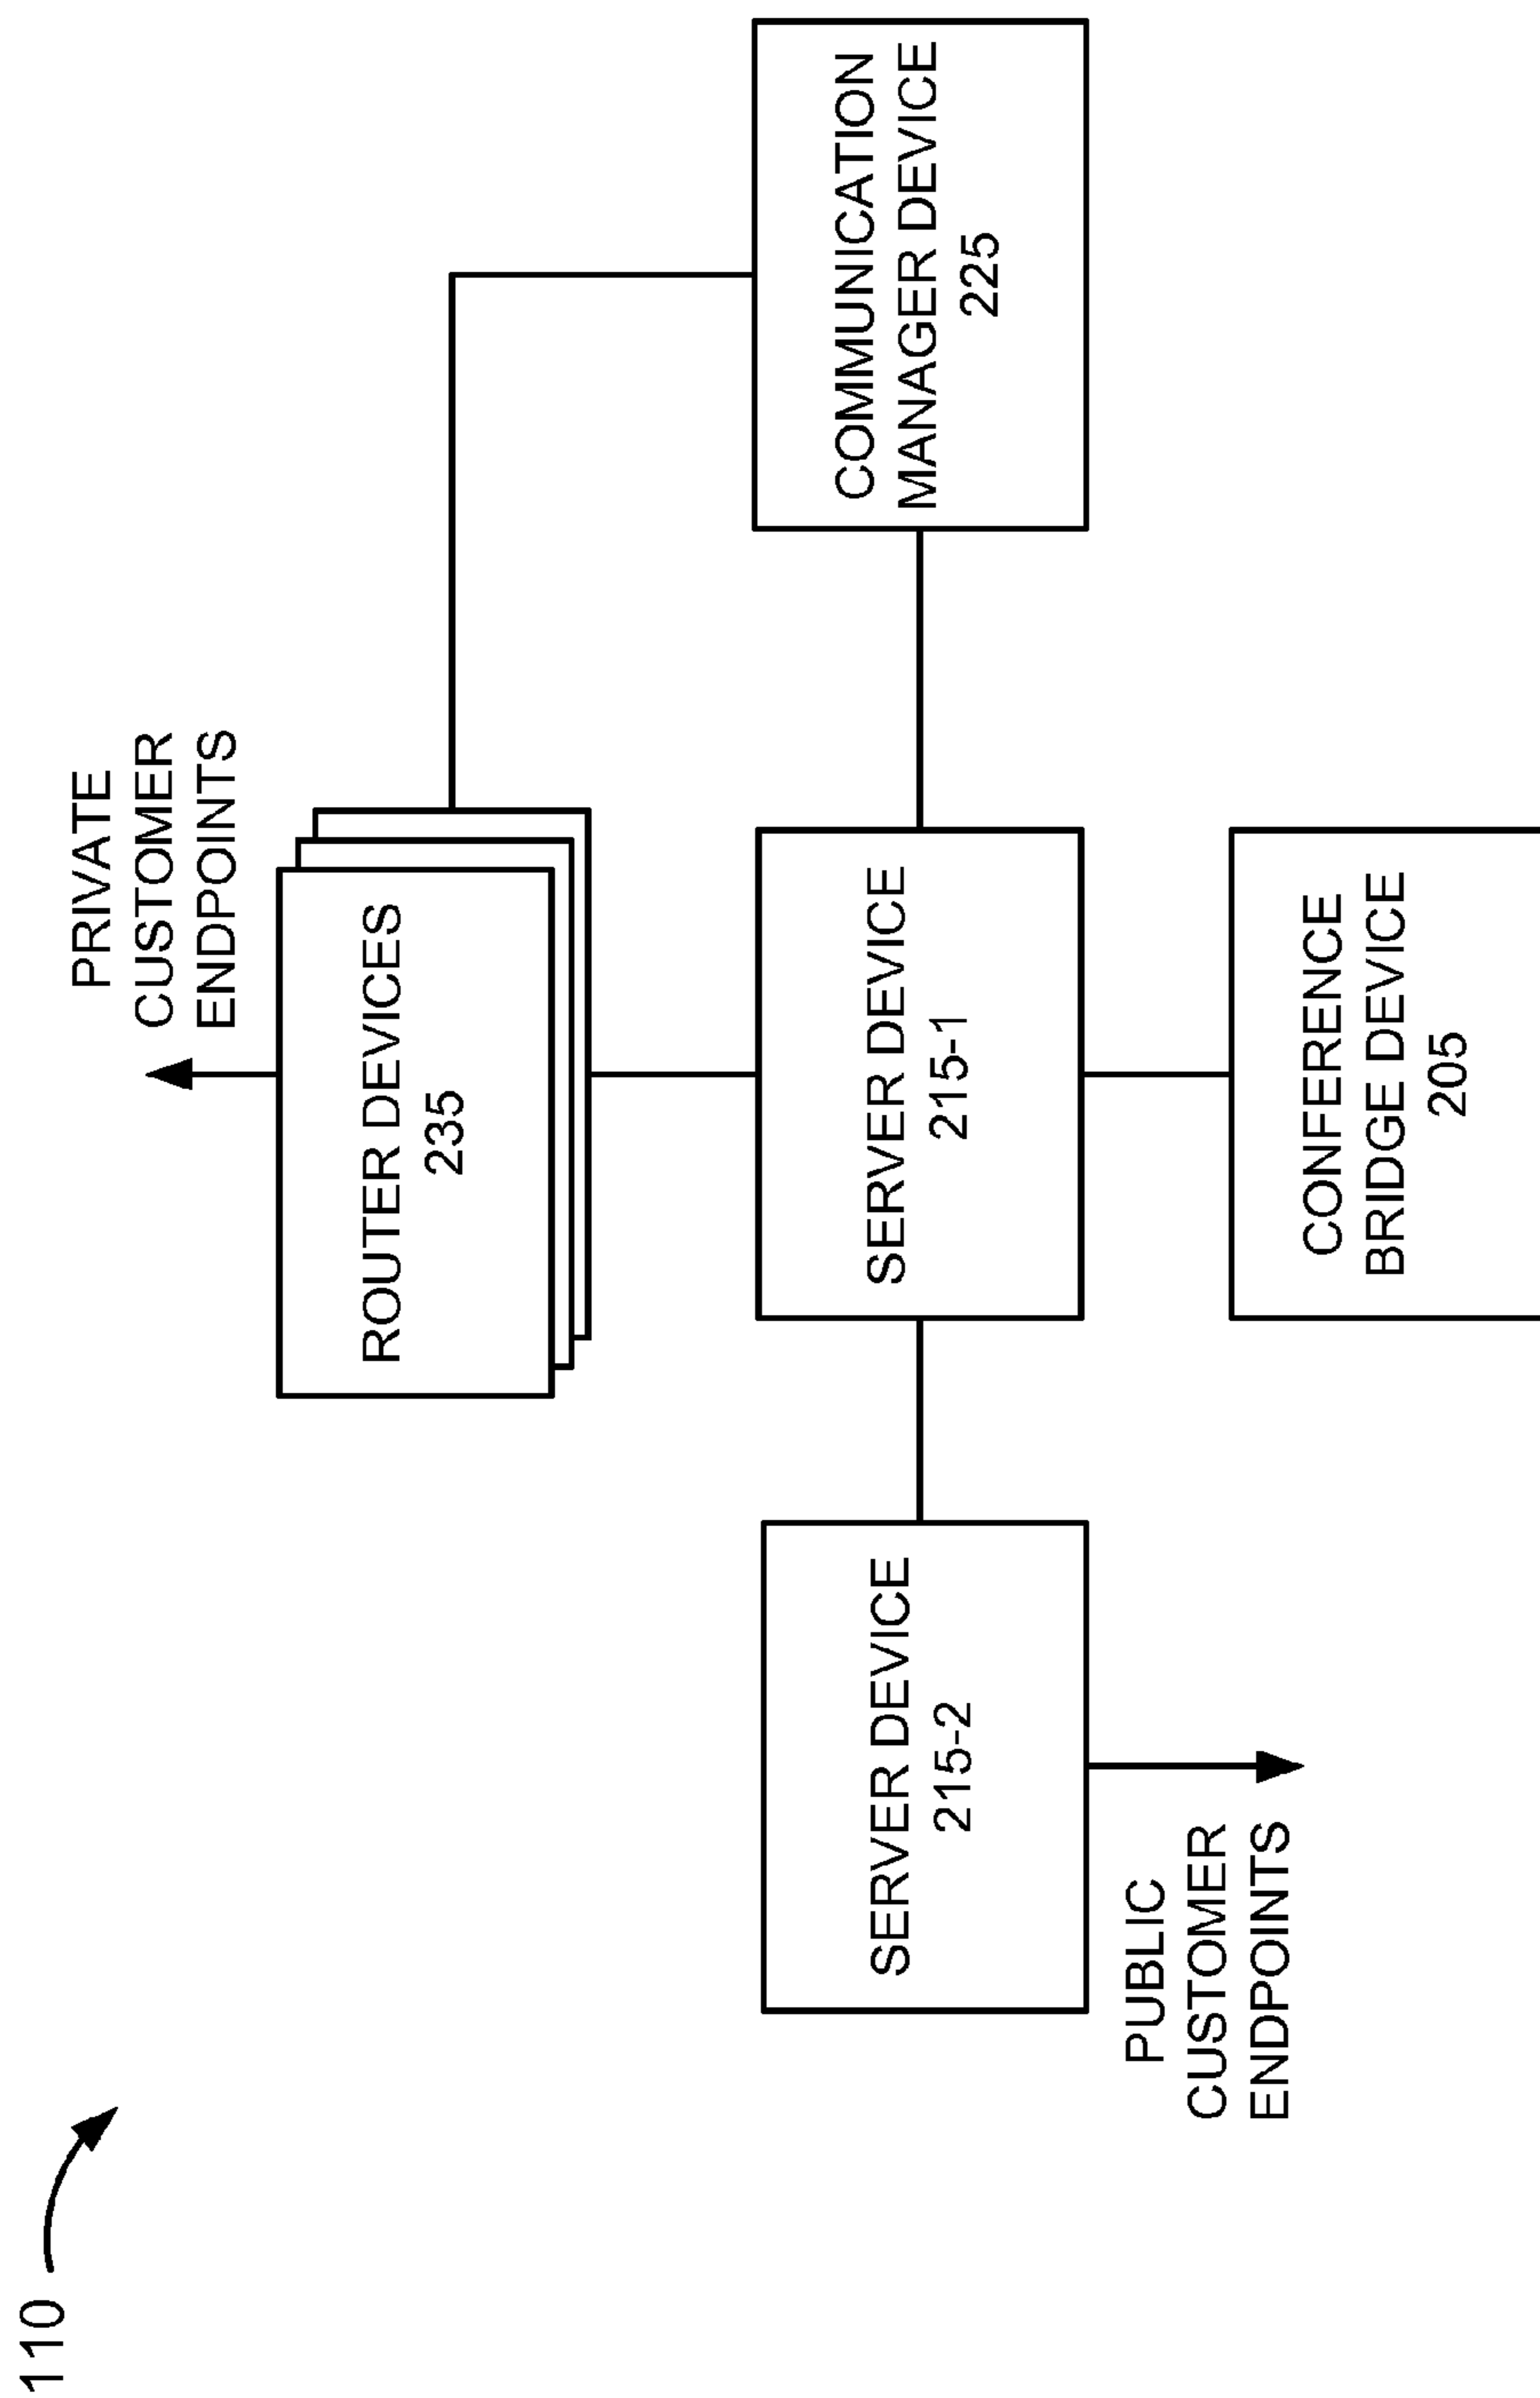 110
PRIVATE
CUSTOMER
ENDPOINTS
ROUTER DEVICES
235
SERVER DEVICE
215-2
SERVER DEVICE
215-1
COMMUNICATION
MANAGER DEVICE
225
PUBLIC
CUSTOMER
ENDPOINTS
CONFERENCE
BRIDGE DEVICE
205